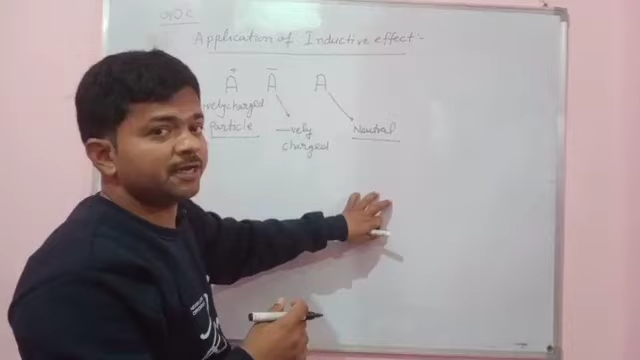 Application of Inductive effect :-
A⁺ A⁻ A
vely charged
Particle
—vely
charged
Neutral